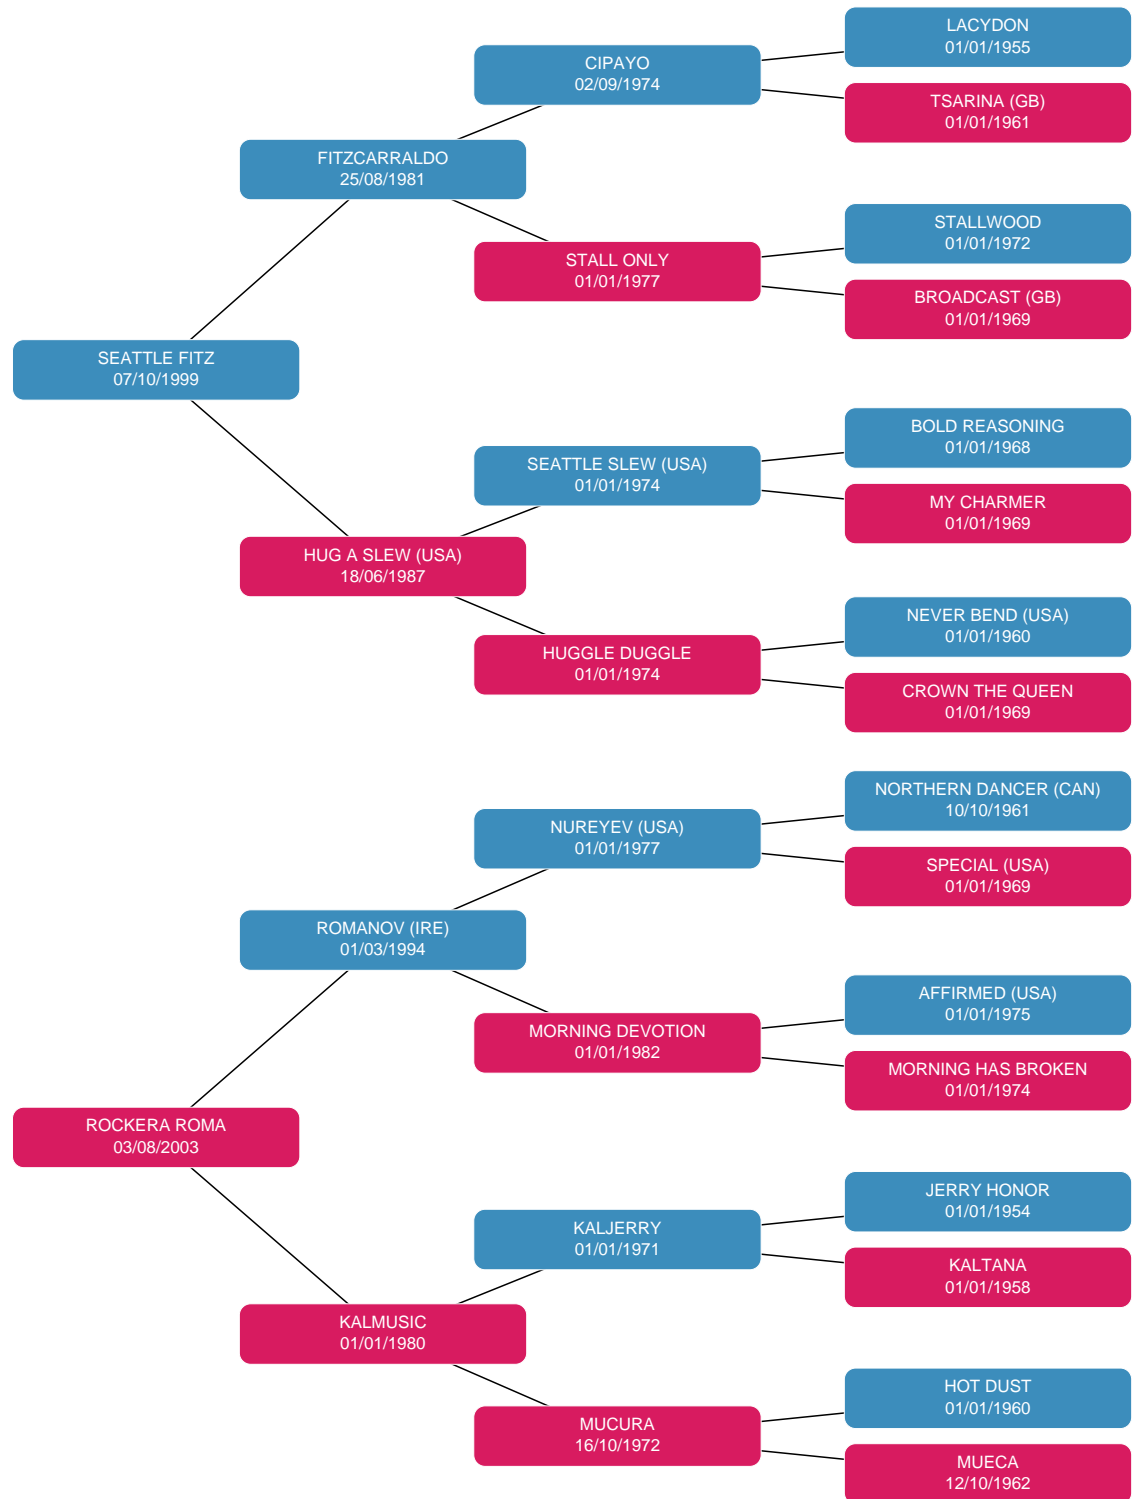 LACYDON
01/01/1955
CIPAYO
02/09/1974
TSARINA (GB)
01/01/1961
FITZCARRALDO
25/08/1981
STALLWOOD
01/01/1972
STALL ONLY
01/01/1977
BROADCAST (GB)
01/01/1969
SEATTLE FITZ
07/10/1999
BOLD REASONING
01/01/1968
SEATTLE SLEW (USA)
01/01/1974
MY CHARMER
01/01/1969
HUG A SLEW (USA)
18/06/1987
NEVER BEND (USA)
01/01/1960
HUGGLE DUGGLE
01/01/1974
CROWN THE QUEEN
01/01/1969
NORTHERN DANCER (CAN)
10/10/1961
NUREYEV (USA)
01/01/1977
SPECIAL (USA)
01/01/1969
ROMANOV (IRE)
01/03/1994
AFFIRMED (USA)
01/01/1975
MORNING DEVOTION
01/01/1982
MORNING HAS BROKEN
01/01/1974
ROCKERA ROMA
03/08/2003
JERRY HONOR
01/01/1954
KALJERRY
01/01/1971
KALTANA
01/01/1958
KALMUSIC
01/01/1980
HOT DUST
01/01/1960
MUCURA
16/10/1972
MUECA
12/10/1962